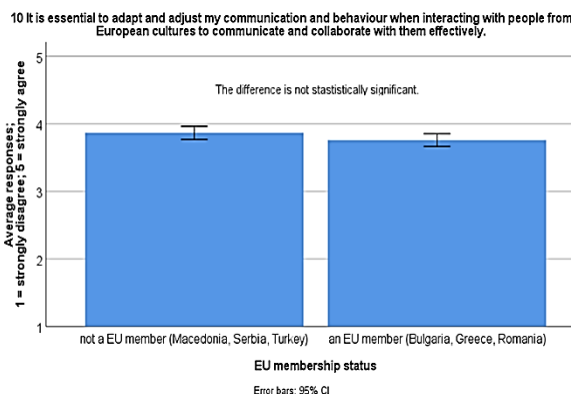 10 It is essential to adapt and adjust my communication and behaviour when interacting with people from
European cultures to communicate and collaborate with them effectively.
5
The difference is not stastistically significant.
4
3
2
1
Average responses;
1 = strongly disagree; 5 = strongly agree
not a EU member (Macedonia, Serbia, Turkey)
an EU member (Bulgaria, Greece, Romania)
EU membership status
Error bars: 95% CI